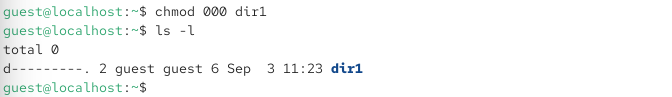 guest@localhost:~$ chmod 000 dir1
guest@localhost:~$ ls -l
total 0
d---------. 2 guest guest 6 Sep  3 11:23 dir1
guest@localhost:~$